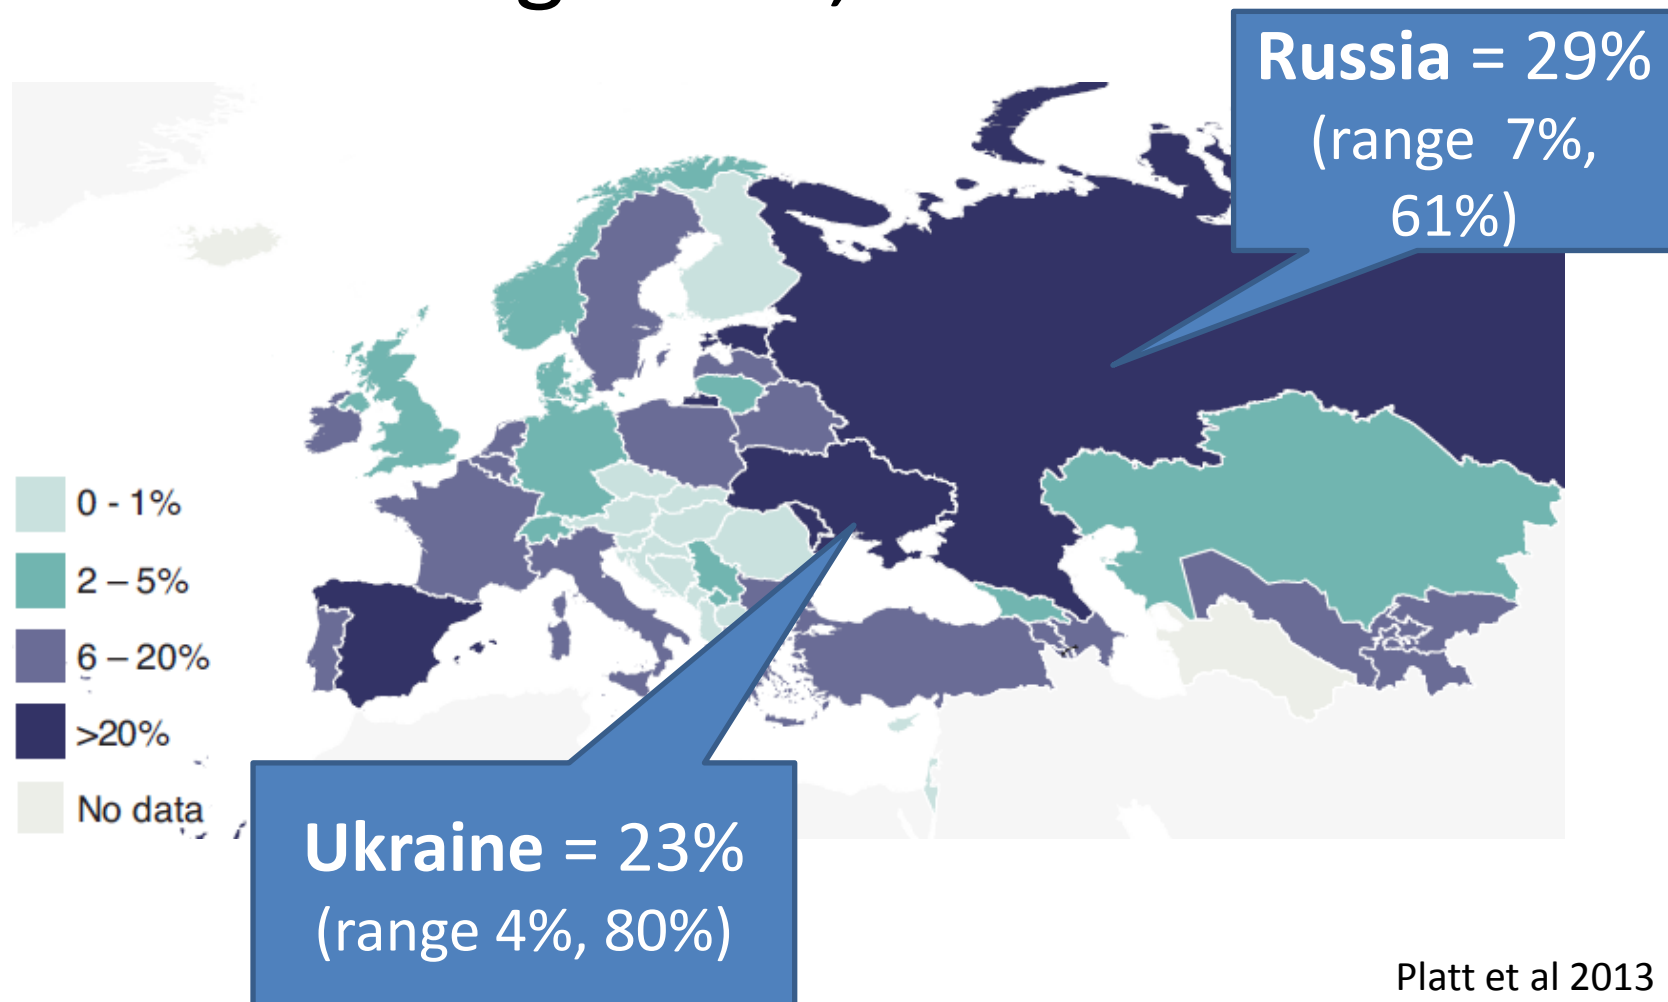 Russia = 29%
(range 7%,
61%)
0 - 1%
2 – 5%
6 – 20%
>20%
No data
Ukraine = 23%
(range 4%, 80%)
Platt et al 2013